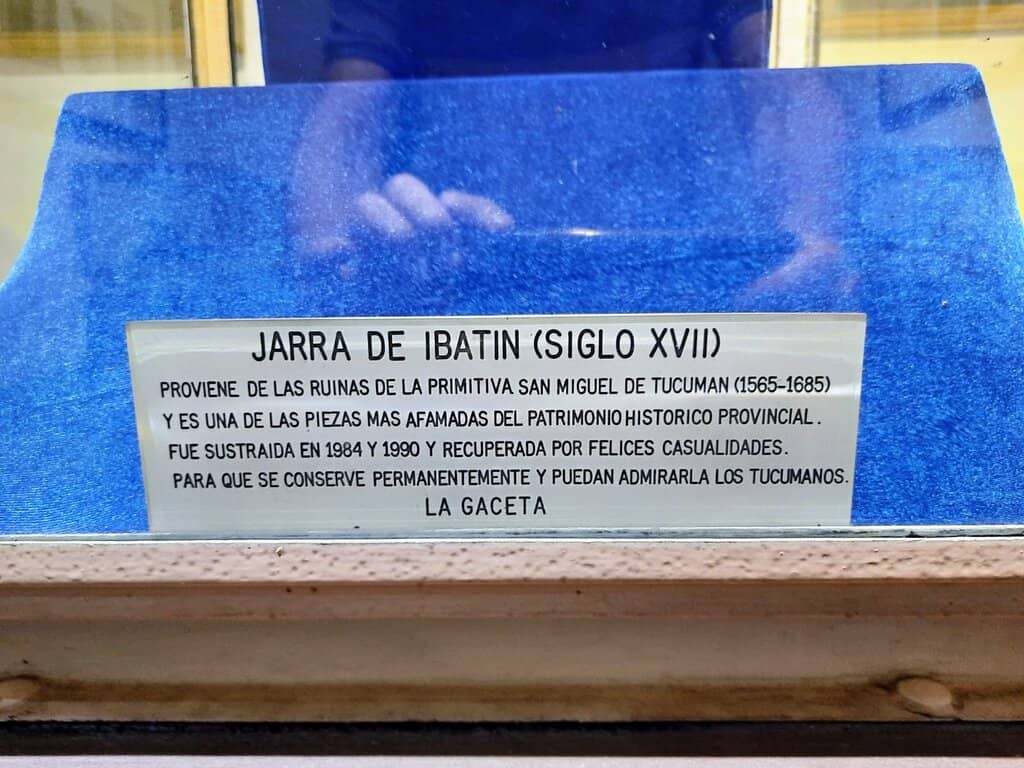 JARRA DE IBATIN (SIGLO XVII)
PROVIENE DE LAS RUINAS DE LA PRIMITIVA SAN MIGUEL DE TUCUMAN (1565-1685)
Y ES UNA DE LAS PIEZAS MAS AFAMADAS DEL PATRIMONIO HISTORICO PROVINCIAL.
FUE SUSTRAIDA EN 1984 Y 1990 Y RECUPERADA POR FELICES CASUALIDADES.
PARA QUE SE CONSERVE PERMANENTEMENTE Y PUEDAN ADMIRARLA LOS TUCUMANOS.
LA GACETA